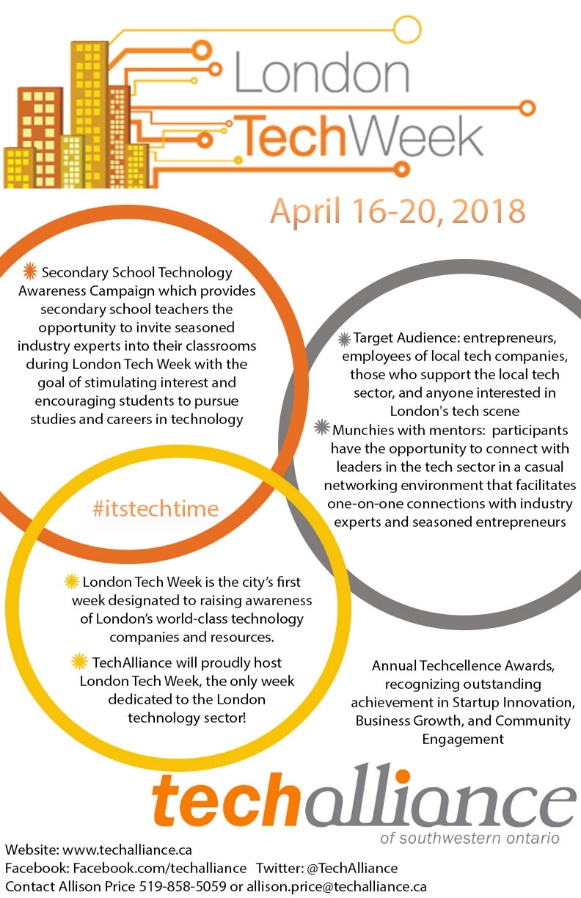 London
TechWeek
April 16-20, 2018
Secondary School Technology
Awareness Campaign which provides
secondary school teachers the
opportunity to invite seasoned
industry experts into their classrooms
during London Tech Week with the
goal of stimulating interest and
encouraging students to pursue
studies and careers in technology
Target Audience: entrepreneurs,
employees of local tech companies,
those who support the local tech
sector, and anyone interested in
London's tech scene
Munchies with mentors: participants
have the opportunity to connect with
leaders in the tech sector in a casual
networking environment that facilitates
one-on-one connections with industry
experts and seasoned entrepreneurs
#itstechtime
London Tech Week is the city's first
week designated to raising awareness
of London's world-class technology
companies and resources.
TechAlliance will proudly host
London Tech Week, the only week
dedicated to the London
technology sector!
Annual Techcellence Awards,
recognizing outstanding
achievement in Startup Innovation,
Business Growth, and Community
Engagement
techalliance
of southwestern ontario
Website: www.techalliance.ca
Facebook: Facebook.com/techalliance Twitter: @TechAlliance
Contact Allison Price 519-858-5059 or allison.price@techalliance.ca